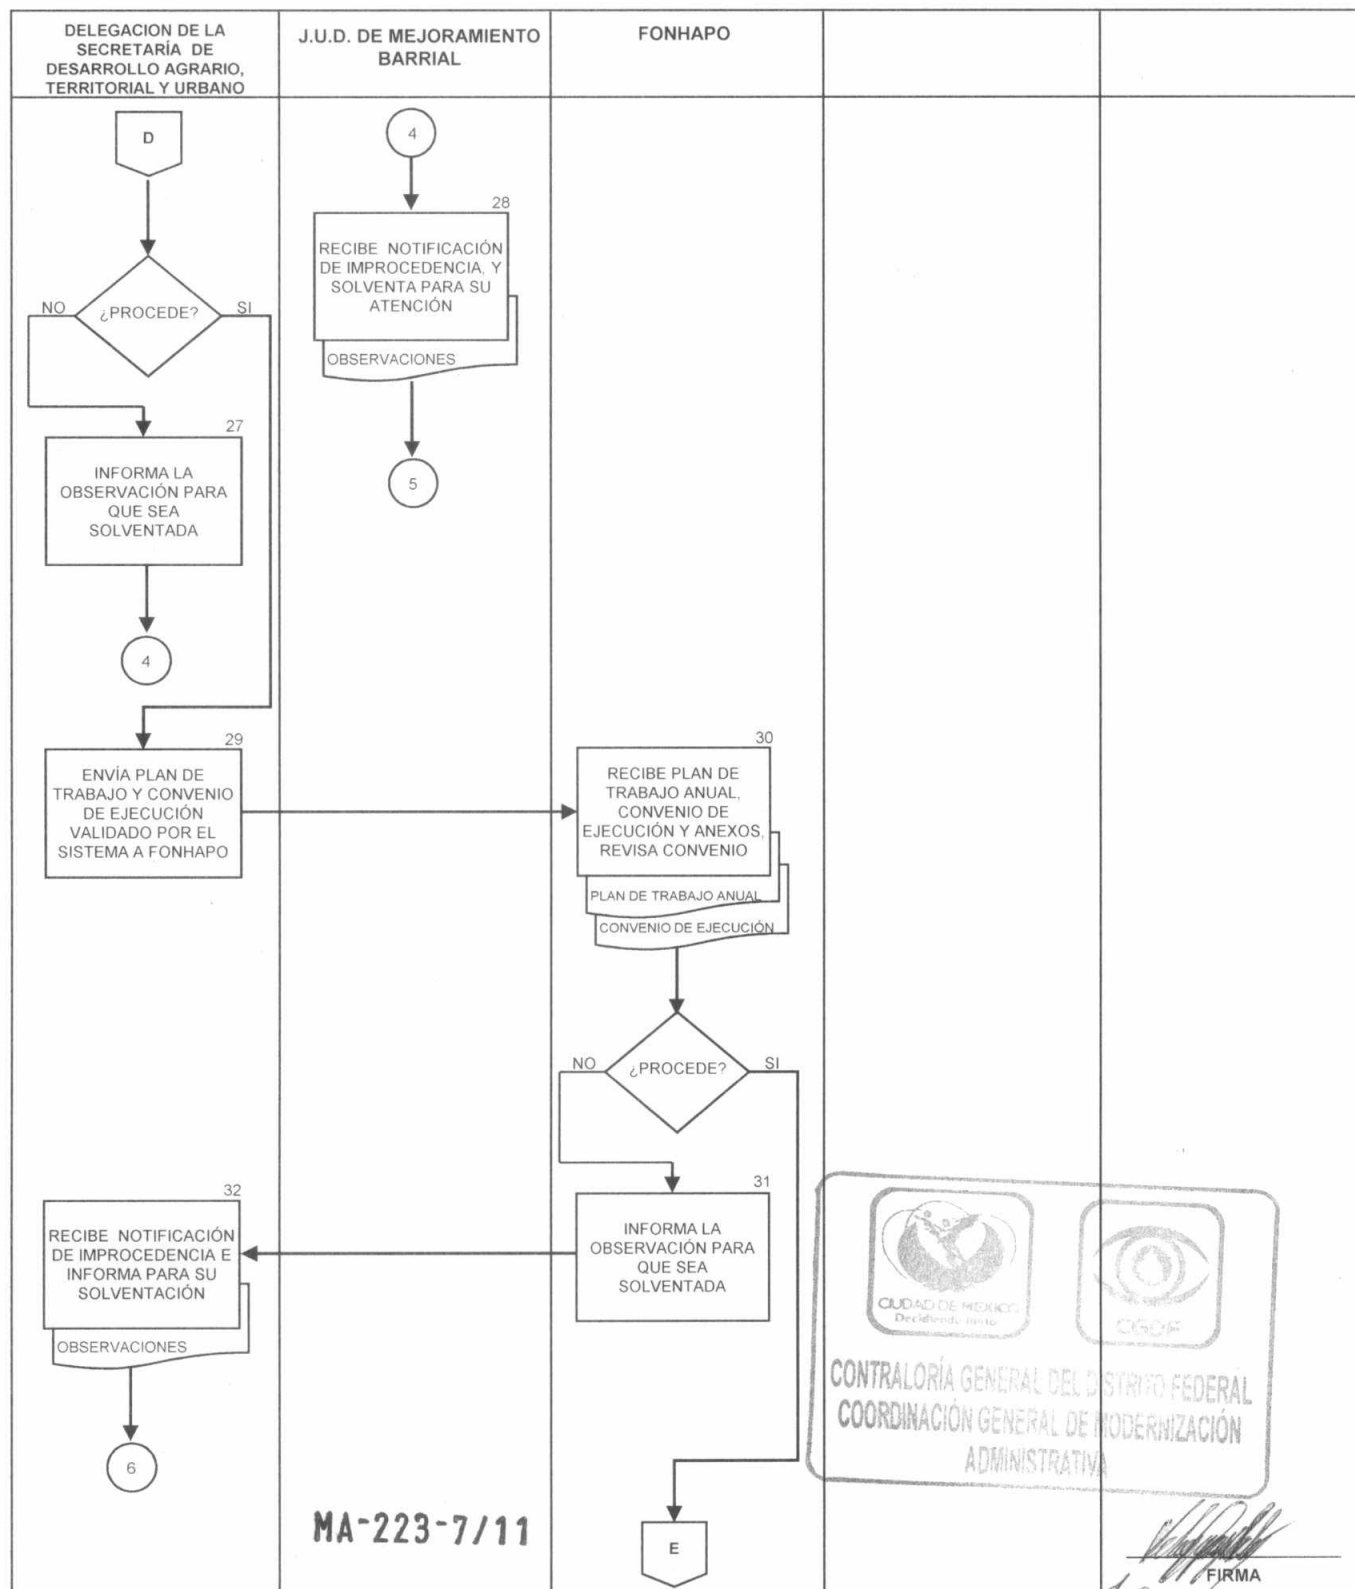 DELEGACION DE LA
SECRETARÍA DE
DESARROLLO AGRARIO,
TERRITORIAL Y URBANO
J.U.D. DE MEJORAMIENTO
BARRIAL
FONHAPO
D
4
28
RECIBE NOTIFICACIÓN
DE IMPROCEDENCIA, Y
SOLVENTA PARA SU
ATENCIÓN
OBSERVACIONES
5
NO
¿PROCEDE?
SI
27
INFORMA LA
OBSERVACIÓN PARA
QUE SEA
SOLVENTADA
4
29
ENVÍA PLAN DE
TRABAJO Y CONVENIO
DE EJECUCIÓN
VALIDADO POR EL
SISTEMA A FONHAPO
30
RECIBE PLAN DE
TRABAJO ANUAL,
CONVENIO DE
EJECUCIÓN Y ANEXOS,
REVISA CONVENIO
PLAN DE TRABAJO ANUAL
CONVENIO DE EJECUCIÓN
NO
¿PROCEDE?
SI
31
INFORMA LA
OBSERVACIÓN PARA
QUE SEA
SOLVENTADA
32
RECIBE NOTIFICACIÓN
DE IMPROCEDENCIA E
INFORMA PARA SU
SOLVENTACIÓN
OBSERVACIONES
6
E
MA-223-7/11
CIUDAD DE MEXICO
Decidiendo Juntos
CGDF
CONTRALORÍA GENERAL DEL DISTRITO FEDERAL
COORDINACIÓN GENERAL DE MODERNIZACIÓN
ADMINISTRATIVA
FIRMA